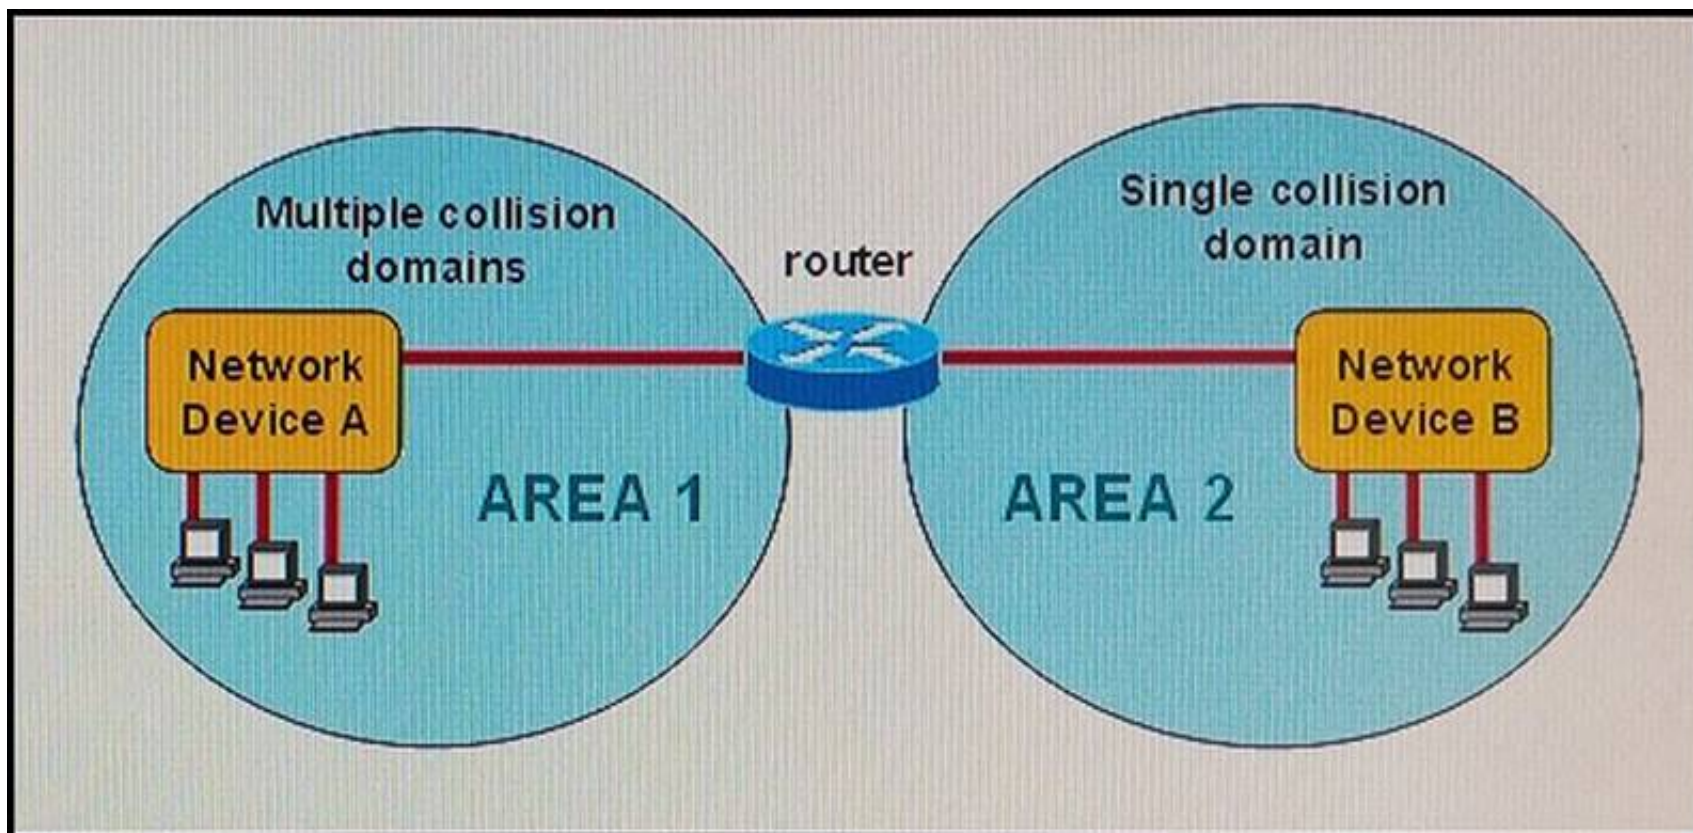 Multiple collision
domains
Network
Device A
AREA 1
router
Single collision
domain
Network
Device B
AREA 2